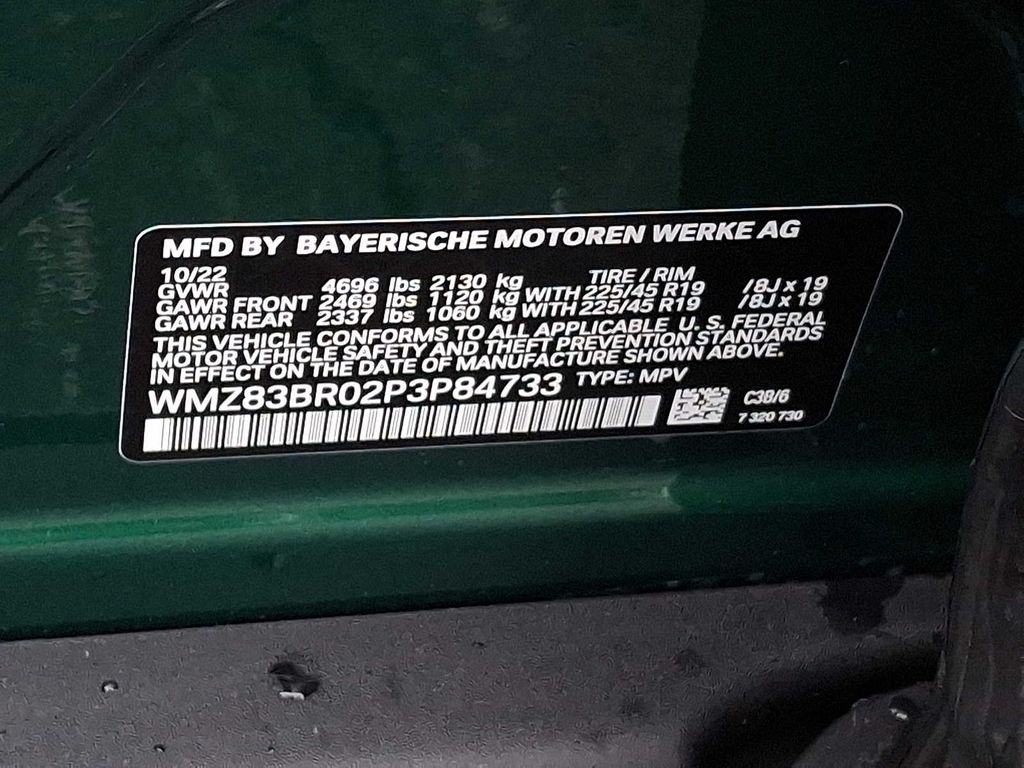 MFD BY BAYERISCHE MOTOREN WERKE AG
10/22 TIRE / RIM
GVWR 4696 lbs 2130 kg
GAWR FRONT 2469 lbs 1120 kg WITH 225/45 R19 /8J x 19
GAWR REAR 2337 lbs 1060 kg WITH 225/45 R19 /8J x 19
THIS VEHICLE CONFORMS TO ALL APPLICABLE U. S. FEDERAL
MOTOR VEHICLE SAFETY AND THEFT PREVENTION STANDARDS
IN EFFECT ON THE DATE OF MANUFACTURE SHOWN ABOVE.
WMZ83BR02P3P84733 TYPE: MPV
C3B/6
7 320 730